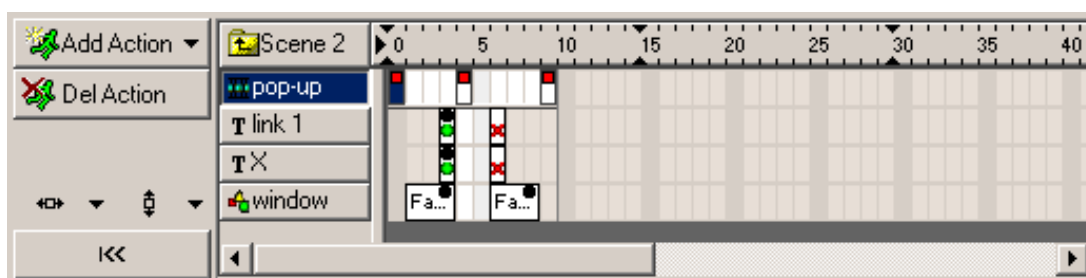 Add Action Scene 2 0 5 10 15 20 25 30 35 40
Del Action pop-up
T link 1
T X
window Fa... Fa...